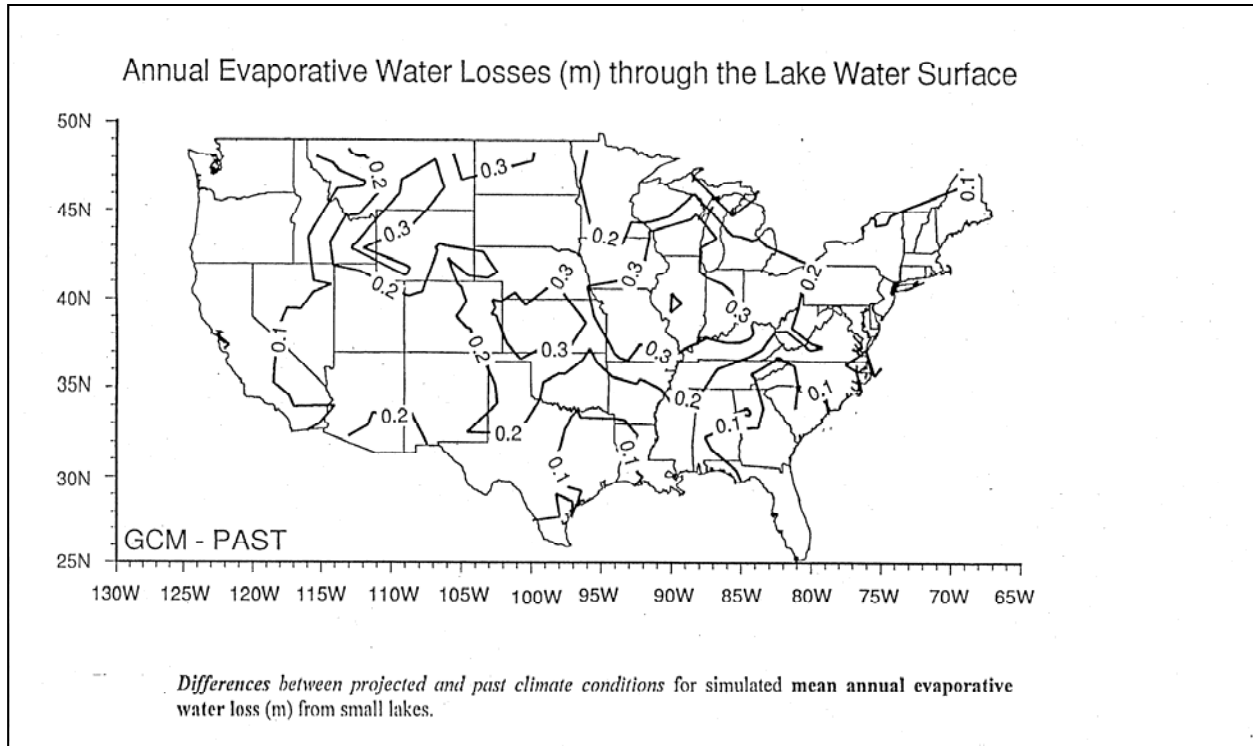 Annual Evaporative Water Losses (m) through the Lake Water Surface
50N
45N
40N
35N
30N
25N
0.2
0.3
0.1
0.3
0.2
0.2
0.3
0.3
0.2
0.1
0.2
0.3
0.3
0.3
0.2
0.2
0.2
0.1
0.1
0.1
0.1
GCM - PAST
130W 125W 120W 115W 110W 105W 100W 95W 90W 85W 80W 75W 70W 65W
Differences between projected and past climate conditions for simulated mean annual evaporative
water loss (m) from small lakes.